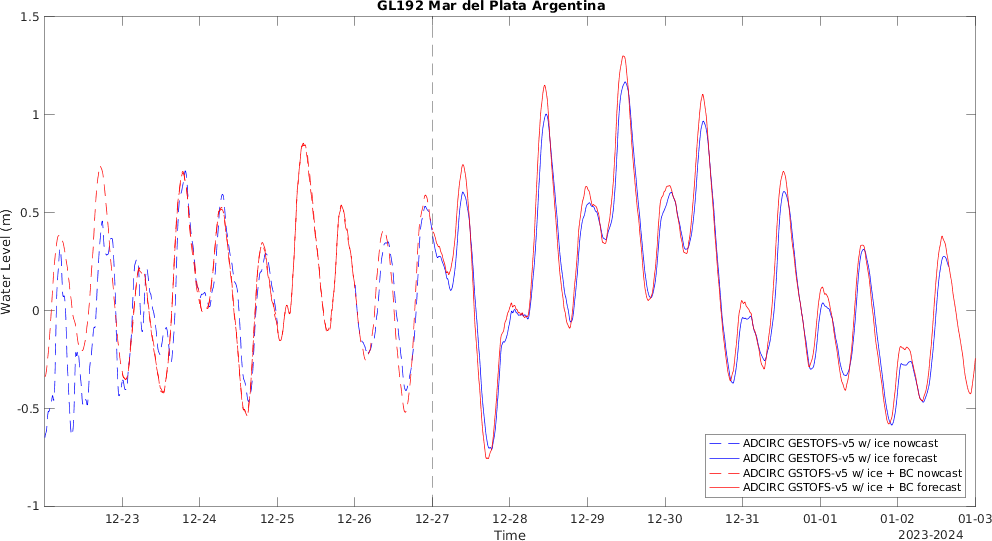 GL192 Mar del Plata Argentina
1.5
1
0.5
0
-0.5
-1
Water Level (m)
ADCIRC GESTOFS-v5 w/ ice nowcast
ADCIRC GESTOFS-v5 w/ ice forecast
ADCIRC GSTOFS-v5 w/ ice + BC nowcast
ADCIRC GSTOFS-v5 w/ ice + BC forecast
12-23 12-24 12-25 12-26 12-27 12-28 12-29 12-30 12-31 01-01 01-02 01-03
Time
2023-2024